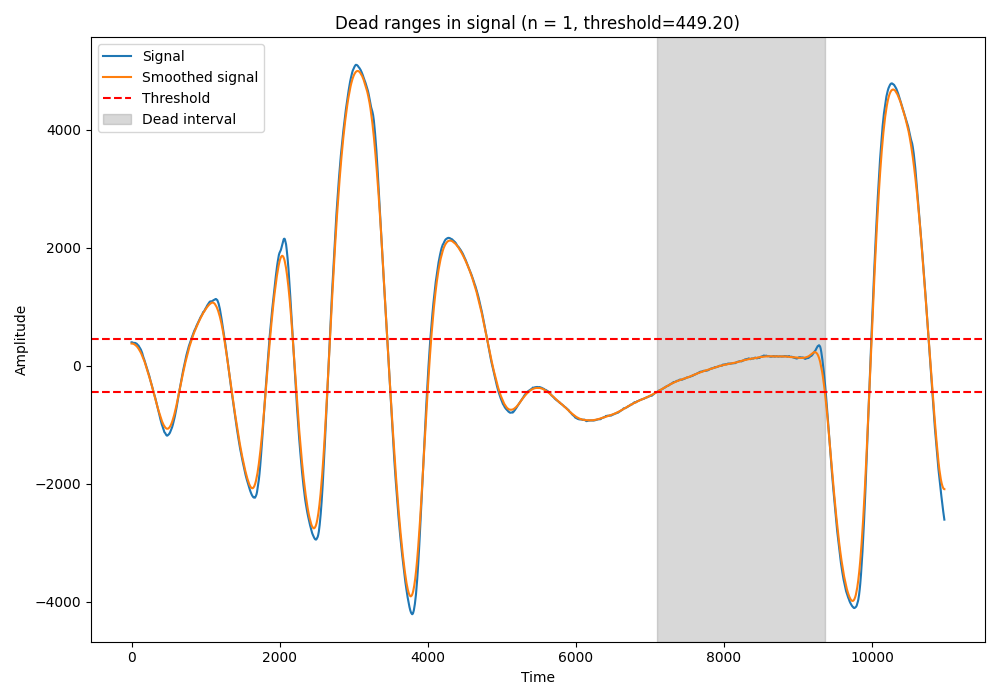 Dead ranges in signal (n = 1, threshold=449.20)
Signal
Smoothed signal
Threshold
Dead interval
Amplitude
4000
2000
0
−2000
−4000
0
2000
4000
6000
8000
10000
Time